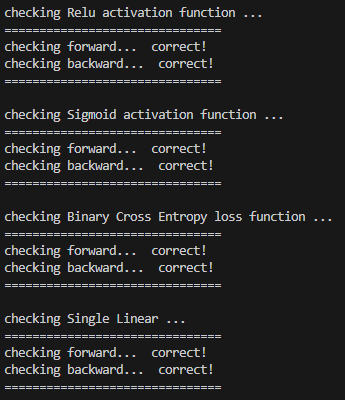 checking Relu activation function ...
===============================
checking forward...  correct!
checking backward...  correct!
===============================

checking Sigmoid activation function ...
===============================
checking forward...  correct!
checking backward...  correct!
===============================

checking Binary Cross Entropy loss function ...
===============================
checking forward...  correct!
checking backward...  correct!
===============================

checking Single Linear ...
===============================
checking forward...  correct!
checking backward...  correct!
===============================